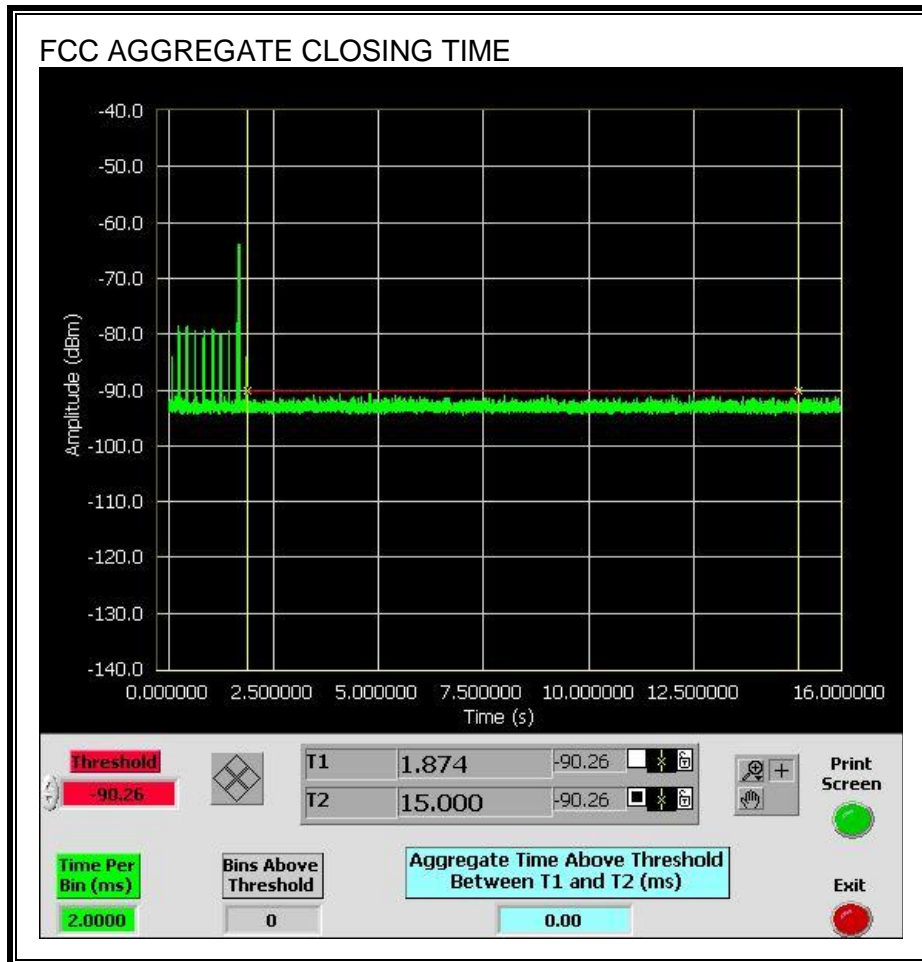 FCC AGGREGATE CLOSING TIME
-40.0
-50.0
-60.0
-70.0
-80.0
-90.0
-100.0
-110.0
-120.0
-130.0
-140.0
Amplitude (dBm)
0.000000 2.500000 5.000000 7.500000 10.000000 12.500000 16.000000
Time (s)
Threshold
-90.26
T1 1.874 -90.26
T2 15.000 -90.26
Print
Screen
Time Per
Bin (ms)
2.0000
Bins Above
Threshold
0
Aggregate Time Above Threshold
Between T1 and T2 (ms)
0.00
Exit